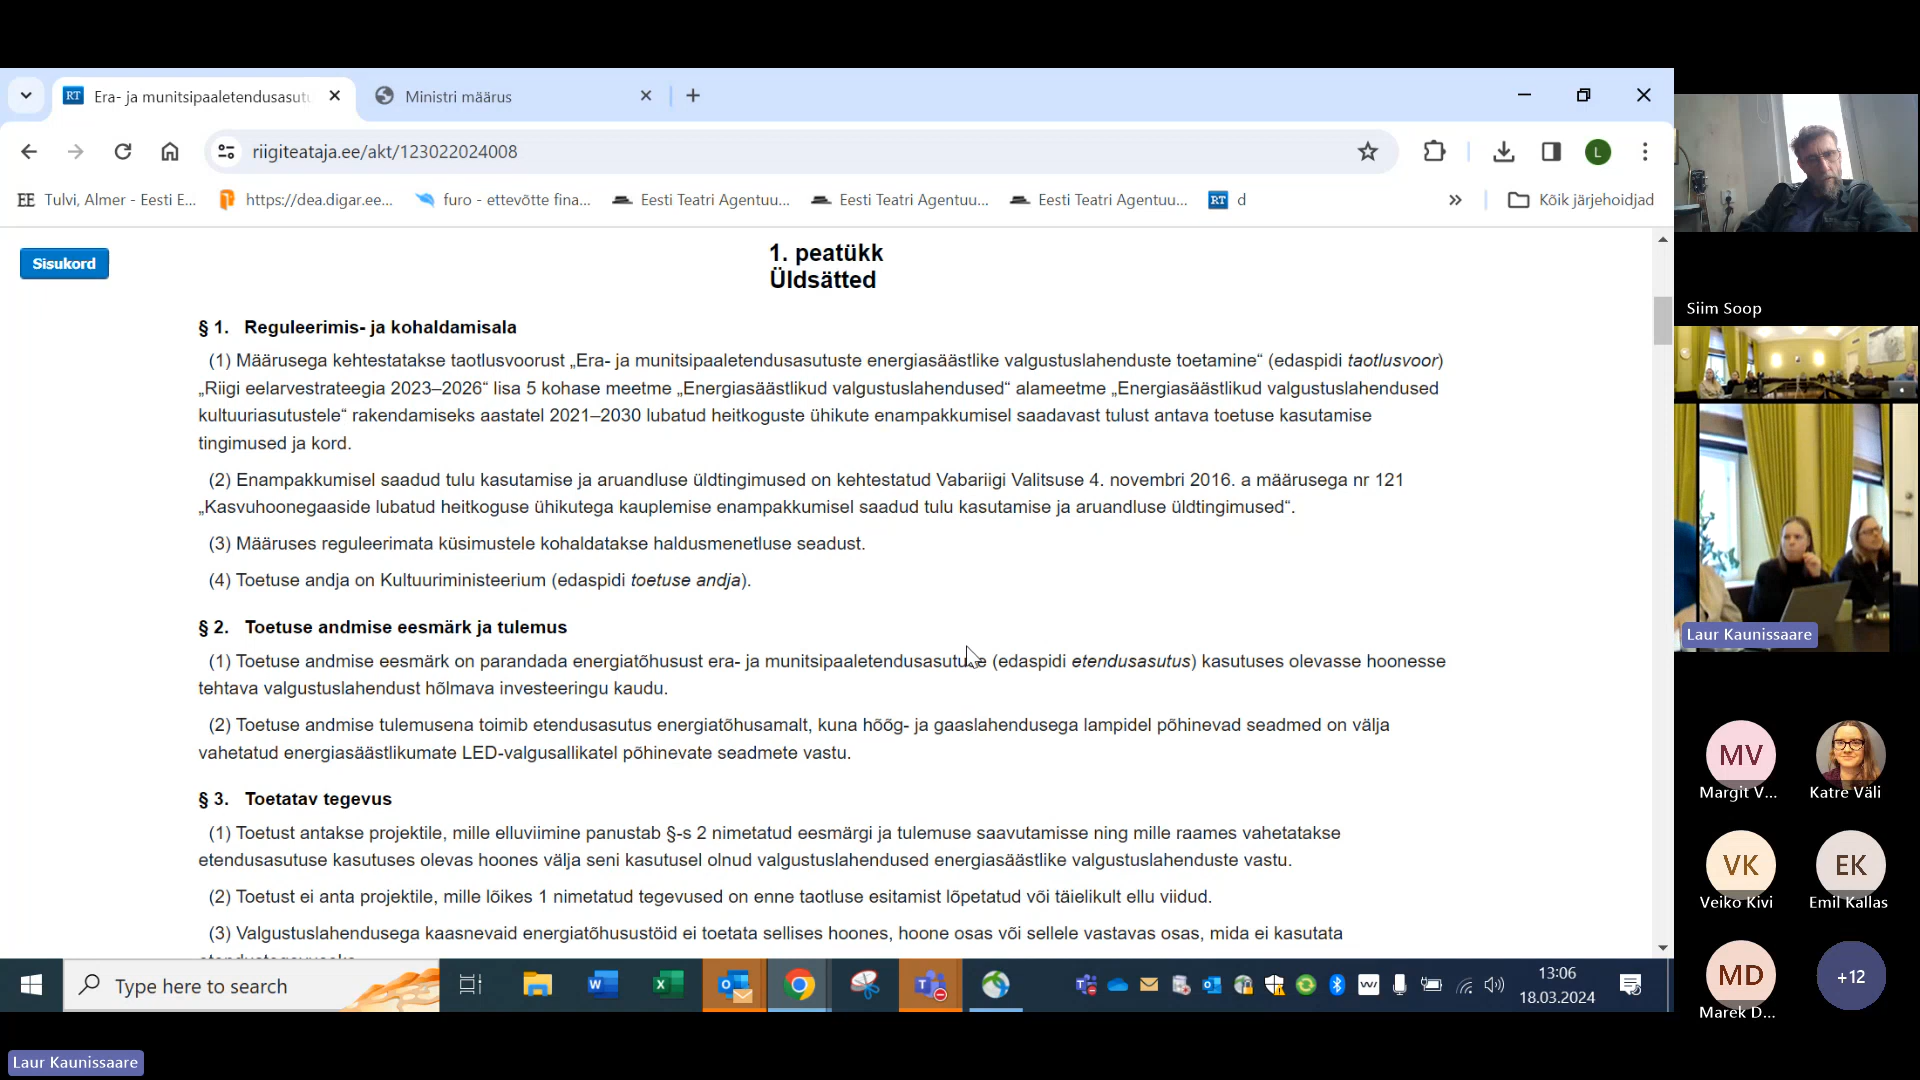 Era- ja munitsipaaletendusasutu
Ministri määrus
riigiteataja.ee/akt/123022024008
L
EE Tulvi, Almer - Eesti E...
https://dea.digar.ee...
furo - ettevõtte fina...
Eesti Teatri Agentuu...
Eesti Teatri Agentuu...
Eesti Teatri Agentuu...
RT d
» Kõik järjehoidjad
Sisukord
1. peatükk
Üldsätted
§ 1. Reguleerimis- ja kohaldamisala
(1) Määrusega kehtestatakse taotlusvoorust „Era- ja munitsipaaletendusasutuste energiasäästlike valgustuslahenduste toetamine“ (edaspidi taotlusvoor)
„Riigi eelarvestrateegia 2023–2026“ lisa 5 kohase meetme „Energiasäästlikud valgustuslahendused“ alameetme „Energiasäästlikud valgustuslahendused
kultuuriasutustele“ rakendamiseks aastatel 2021–2030 lubatud heitkoguste ühikute enampakkumisel saadavast tulust antava toetuse kasutamise
tingimused ja kord.
(2) Enampakkumisel saadud tulu kasutamise ja aruandluse üldtingimused on kehtestatud Vabariigi Valitsuse 4. novembri 2016. a määrusega nr 121
„Kasvuhoonegaaside lubatud heitkoguse ühikutega kauplemise enampakkumisel saadud tulu kasutamise ja aruandluse üldtingimused“.
(3) Määruses reguleerimata küsimustele kohaldatakse haldusmenetluse seadust.
(4) Toetuse andja on Kultuuriministeerium (edaspidi toetuse andja).
§ 2. Toetuse andmise eesmärk ja tulemus
(1) Toetuse andmise eesmärk on parandada energiatõhusust era- ja munitsipaaletendusasutuse (edaspidi etendusasutus) kasutuses olevasse hoonesse
tehtava valgustuslahendust hõlmava investeeringu kaudu.
(2) Toetuse andmise tulemusena toimib etendusasutus energiatõhusamalt, kuna hõõg- ja gaaslahendusega lampidel põhinevad seadmed on välja
vahetatud energiasäästlikumate LED-valgusallikatel põhinevate seadmete vastu.
§ 3. Toetatav tegevus
(1) Toetust antakse projektile, mille elluviimine panustab §-s 2 nimetatud eesmärgi ja tulemuse saavutamisse ning mille raames vahetatakse
etendusasutuse kasutuses olevas hoones välja seni kasutusel olnud valgustuslahendused energiasäästlike valgustuslahenduste vastu.
(2) Toetust ei anta projektile, mille lõikes 1 nimetatud tegevused on enne taotluse esitamist lõpetatud või täielikult ellu viidud.
(3) Valgustuslahendusega kaasnevaid energiatõhusustöid ei toetata sellises hoones, hoone osas või sellele vastavas osas, mida ei kasutata
Type here to search
13:06
18.03.2024
Siim Soop
Laur Kaunissaare
MV
Margit V...
Katre Väli
VK
Veiko Kivi
EK
Emil Kallas
MD
Marek D...
+12
Laur Kaunissaare